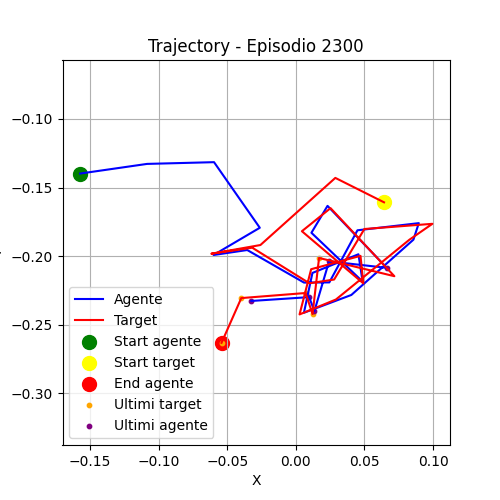 Trajectory - Episodio 2300
−0.10
−0.15
−0.20
−0.25
−0.30
Agente
Target
Start agente
Start target
End agente
Ultimi target
Ultimi agente
−0.15 −0.10 −0.05 0.00 0.05 0.10
X